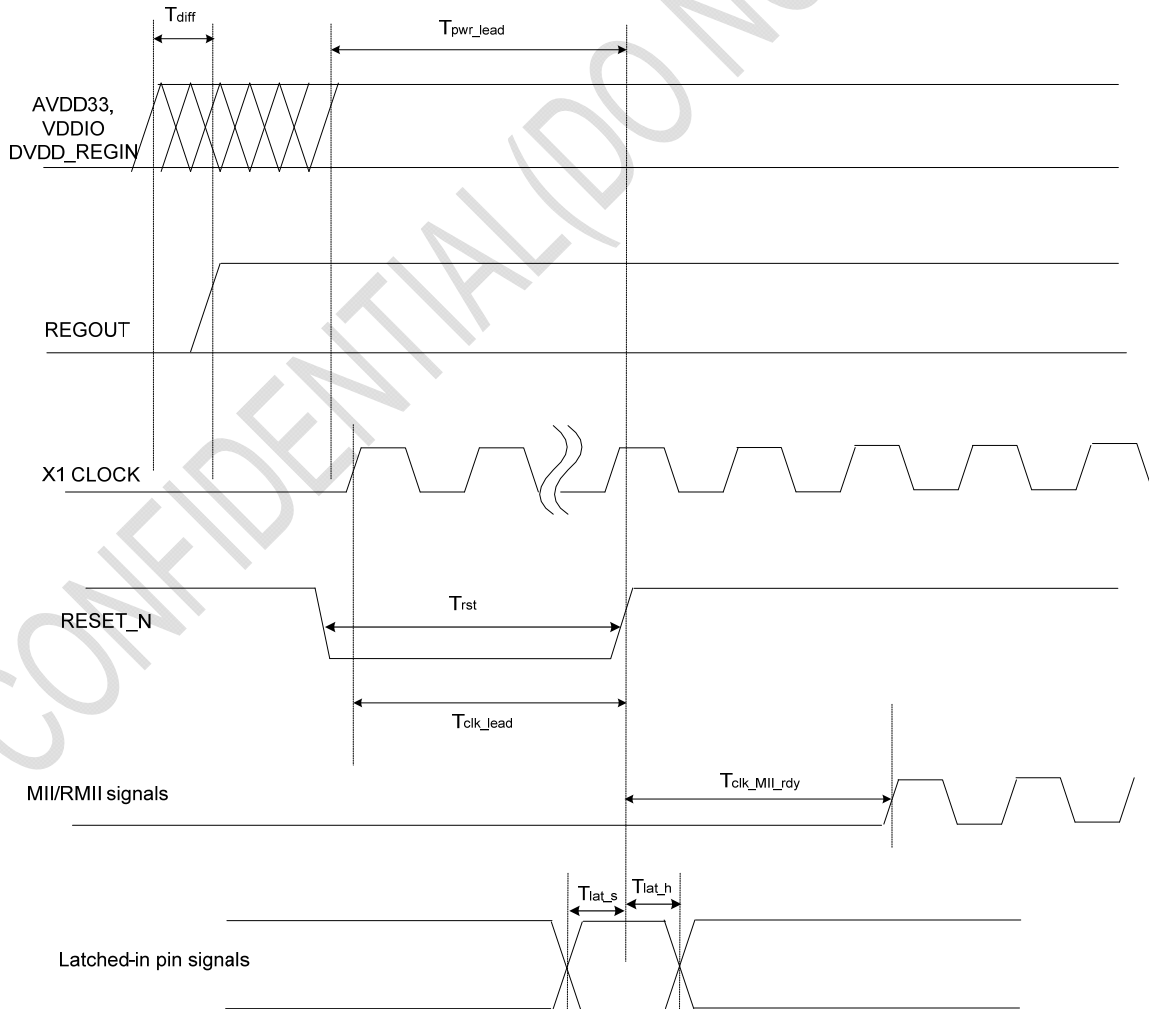 Tdiff
Tpwr_lead
AVDD33,
VDDIO
DVDD_REGIN
REGOUT
X1 CLOCK
RESET_N
Trst
Tclk_lead
MII/RMII signals
Tclk_MII_rdy
Tlat_s
Tlat_h
Latched-in pin signals
CONFIDENTIAL(DO NO